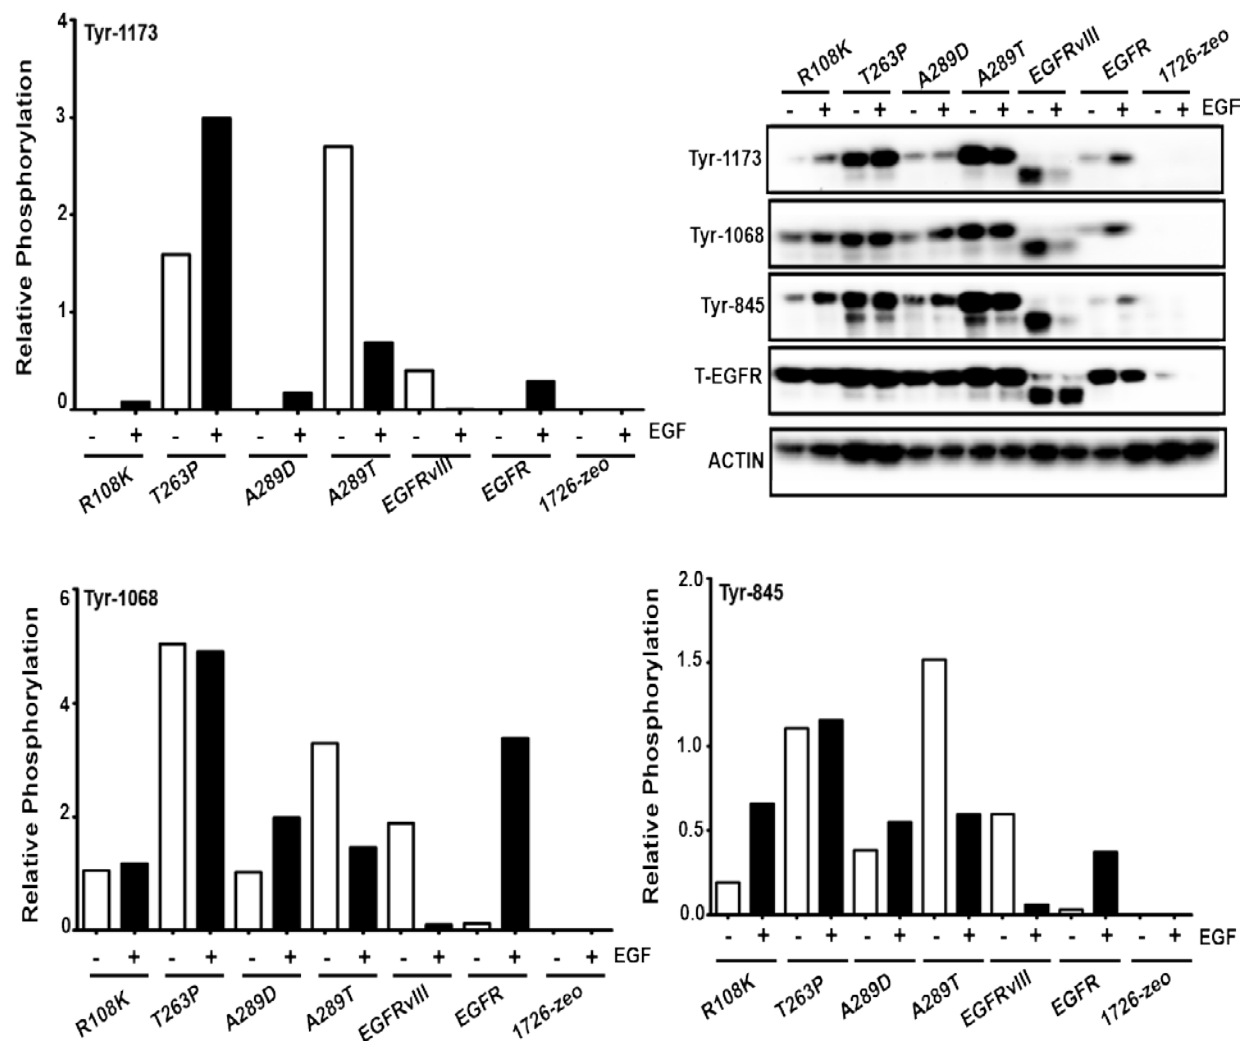 Tyr-1173
Relative Phosphorylation
4
3
2
1
0
- + - + - + - + - + - + - + EGF
R108K T263P A289D A289T EGFRvIII EGFR 1726-zeo
R108K T263P A289D A289T EGFRvIII EGFR 1726-zeo
- + - + - + - + - + - + - + EGF
Tyr-1173
Tyr-1068
Tyr-845
T-EGFR
ACTIN
Tyr-1068
Relative Phosphorylation
6
4
2
0
- + - + - + - + - + - + - + EGF
R108K T263P A289D A289T EGFRvIII EGFR 1726-zeo
Tyr-845
Relative Phosphorylation
2.0
1.5
1.0
0.5
0.0
- + - + - + - + - + - + - + EGF
R108K T263P A289D A289T EGFRvIII EGFR 1726-zeo